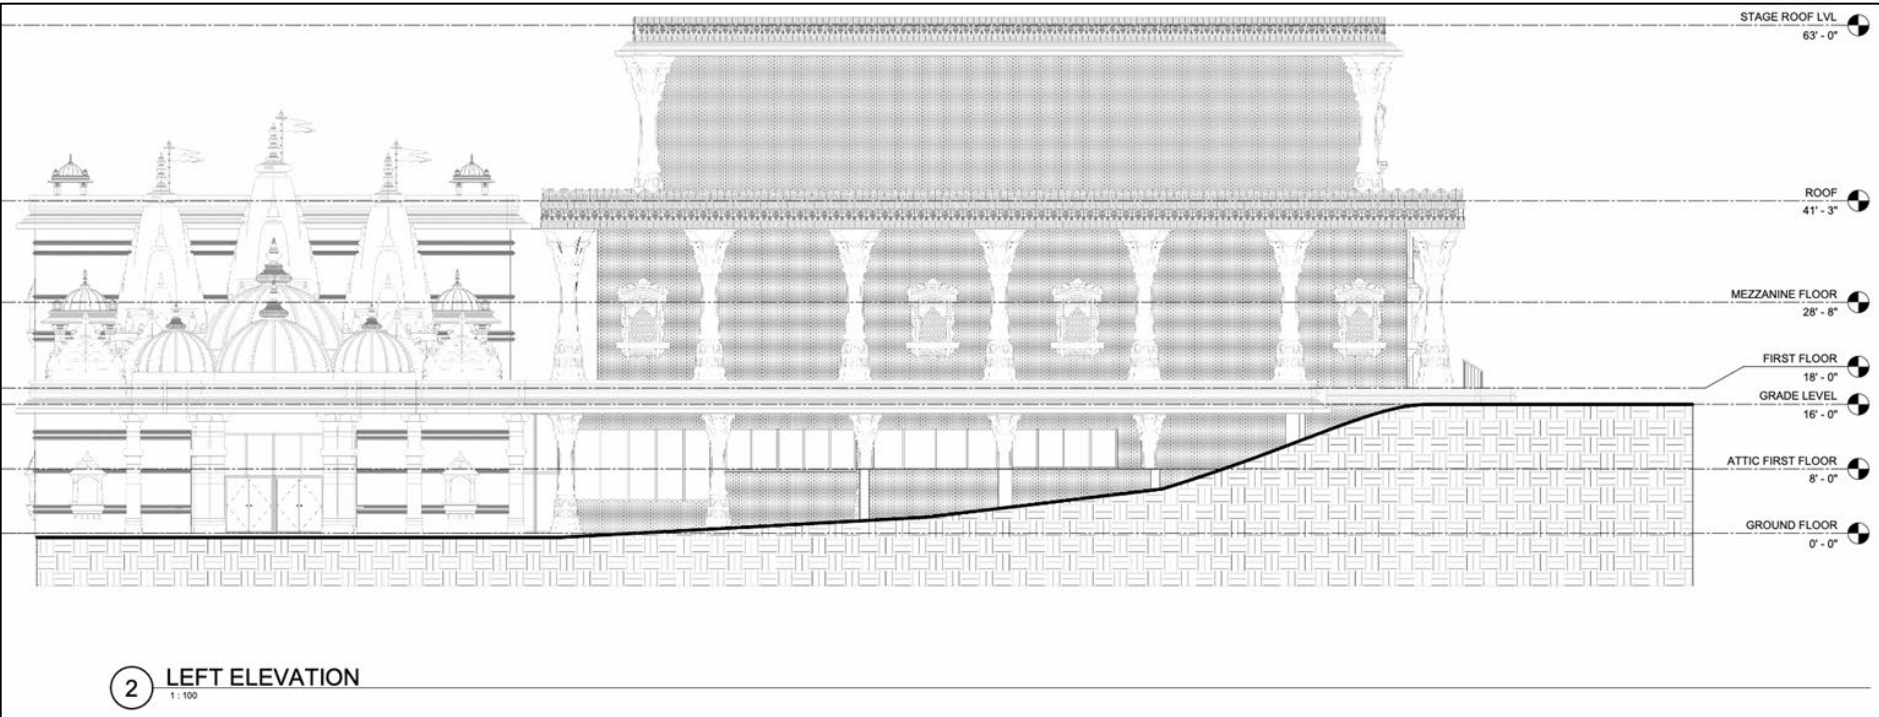 STAGE ROOF LVL
63' - 0"
ROOF
41' - 3"
MEZZANINE FLOOR
28' - 8"
FIRST FLOOR
18' - 0"
GRADE LEVEL
16' - 0"
ATTIC FIRST FLOOR
8' - 0"
GROUND FLOOR
0' - 0"
2 LEFT ELEVATION
1 : 100